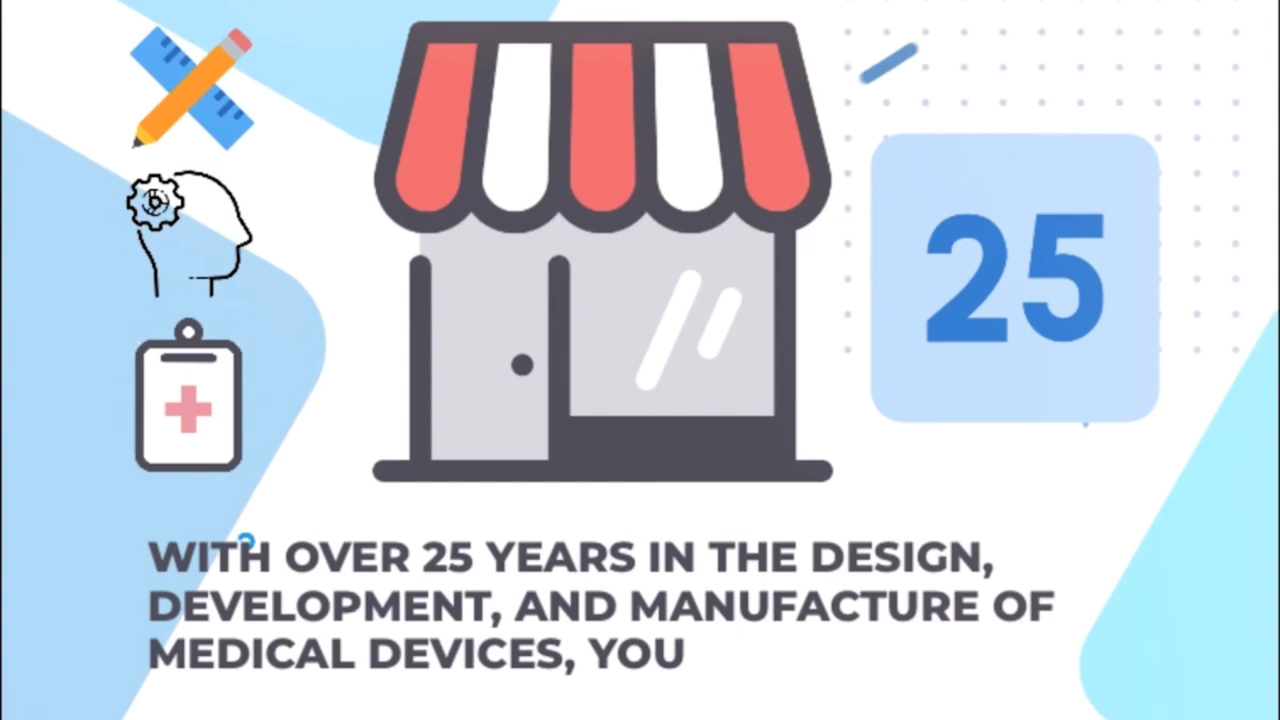 25
WITH OVER 25 YEARS IN THE DESIGN,
DEVELOPMENT, AND MANUFACTURE OF
MEDICAL DEVICES, YOU